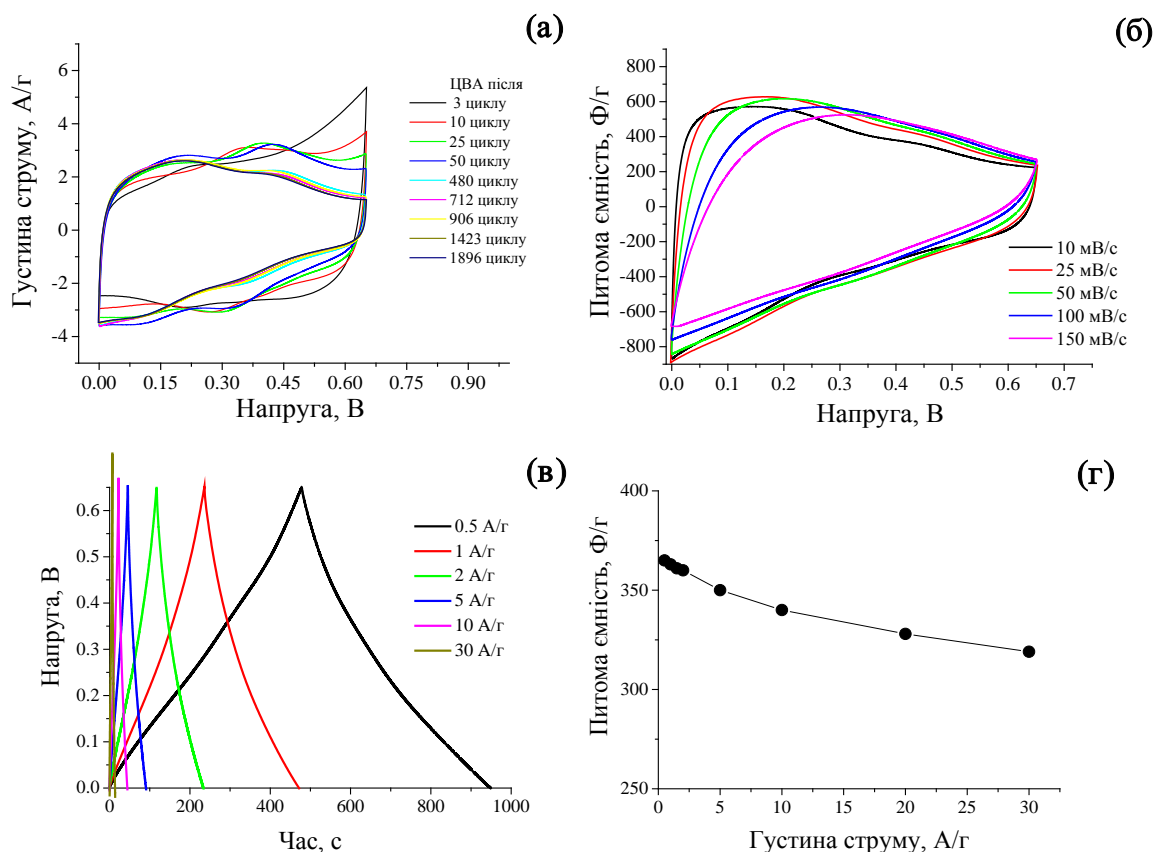 (а)
Густина струму, А/г
6
4
2
0
-2
-4
0.00 0.15 0.30 0.45 0.60 0.75 0.90
Напруга, В
ЦВА після
3 циклу
10 циклу
25 циклу
50 циклу
480 циклу
712 циклу
906 циклу
1423 циклу
1896 циклу
(б)
Питома ємність, Ф/г
800
600
400
200
0
-200
-400
-600
-800
0.0 0.1 0.2 0.3 0.4 0.5 0.6 0.7
Напруга, В
10 мВ/с
25 мВ/с
50 мВ/с
100 мВ/с
150 мВ/с
(в)
Напруга, В
0.6
0.5
0.4
0.3
0.2
0.1
0.0
0 200 400 600 800 1000
Час, с
0.5 А/г
1 А/г
2 А/г
5 А/г
10 А/г
30 А/г
(г)
Питома ємність, Ф/г
400
350
300
250
0 5 10 15 20 25 30
Густина струму, А/г